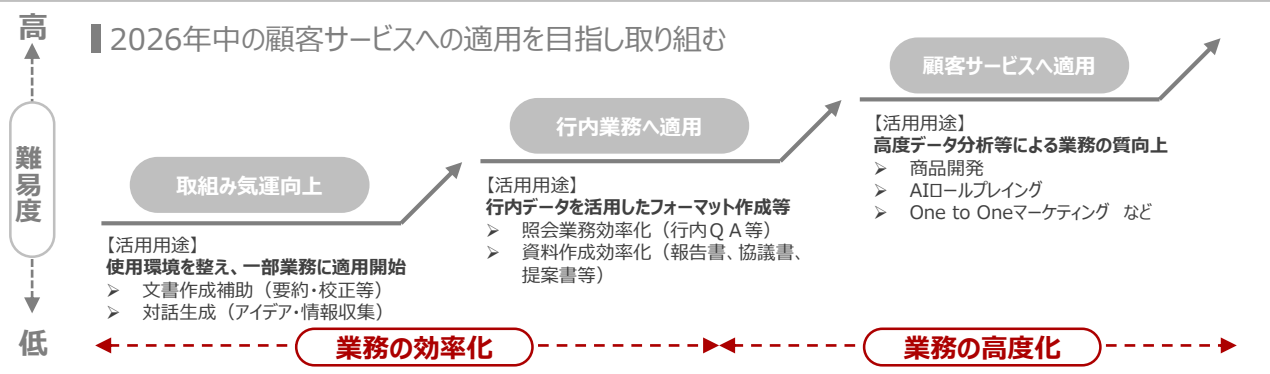 高
難易度
低
▌2026年中の顧客サービスへの適用を目指し取り組む
取組み気運向上
【活用用途】
使用環境を整え、一部業務に適用開始
➢ 文書作成補助（要約・校正等）
➢ 対話生成（アイデア・情報収集）
行内業務へ適用
【活用用途】
行内データを活用したフォーマット作成等
➢ 照会業務効率化（行内ＱＡ等）
➢ 資料作成効率化（報告書、協議書、
提案書等）
顧客サービスへ適用
【活用用途】
高度データ分析等による業務の質向上
➢ 商品開発
➢ AIロールプレイング
➢ One to Oneマーケティング など
業務の効率化
業務の高度化